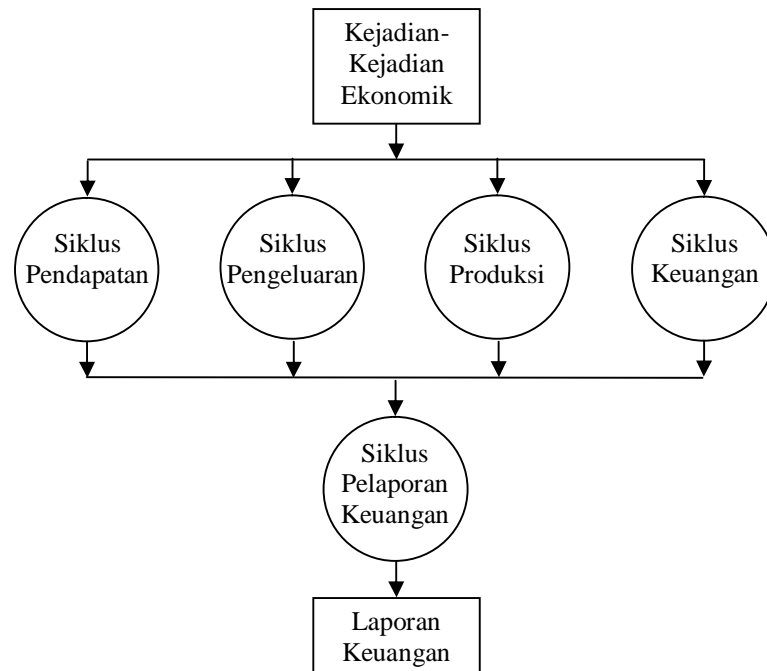 Kejadian-
Kejadian
Ekonomik
Siklus
Pendapatan
Siklus
Pengeluaran
Siklus
Produksi
Siklus
Keuangan
Siklus
Pelaporan
Keuangan
Laporan
Keuangan